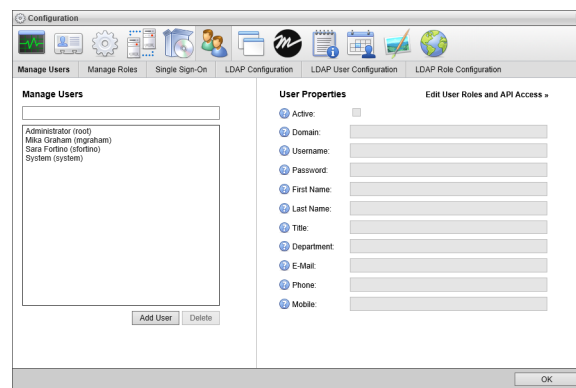 Configuration
Manage Users
Manage Roles
Single Sign-On
LDAP Configuration
LDAP User Configuration
LDAP Role Configuration
Manage Users
Administrator (root)
Mika Graham (mgraham)
Sara Fortino (sfortino)
System (system)
Add User
Delete
User Properties
Edit User Roles and API Access »
Active:
Domain:
Username:
Password:
First Name:
Last Name:
Title:
Department:
E-Mail:
Phone:
Mobile:
OK